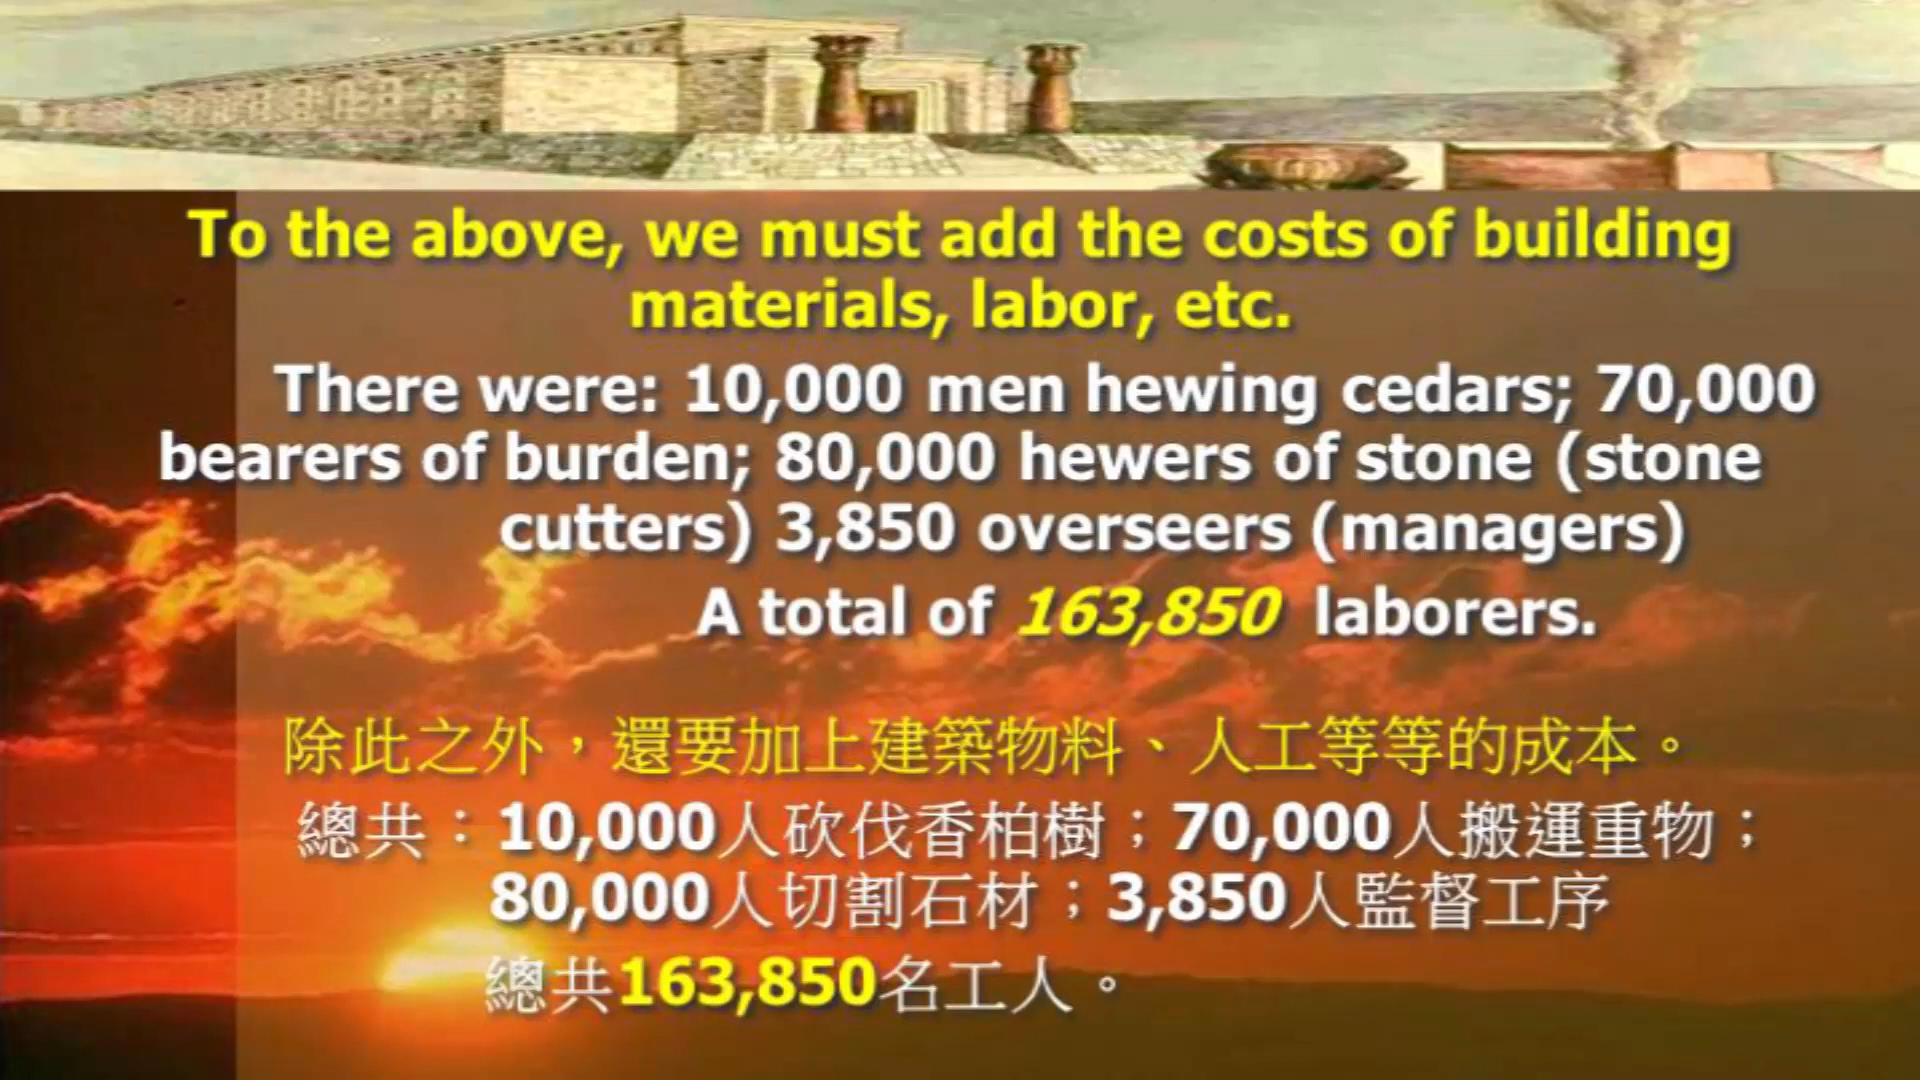 To the above, we must add the costs of building
materials, labor, etc.
There were: 10,000 men hewing cedars; 70,000
bearers of burden; 80,000 hewers of stone (stone
cutters) 3,850 overseers (managers)
A total of 163,850 laborers.
除此之外，還要加上建築物料、人工等等的成本。
總共：10,000人砍伐香柏樹；70,000人搬運重物；
80,000人切割石材；3,850人監督工序
總共163,850名工人。